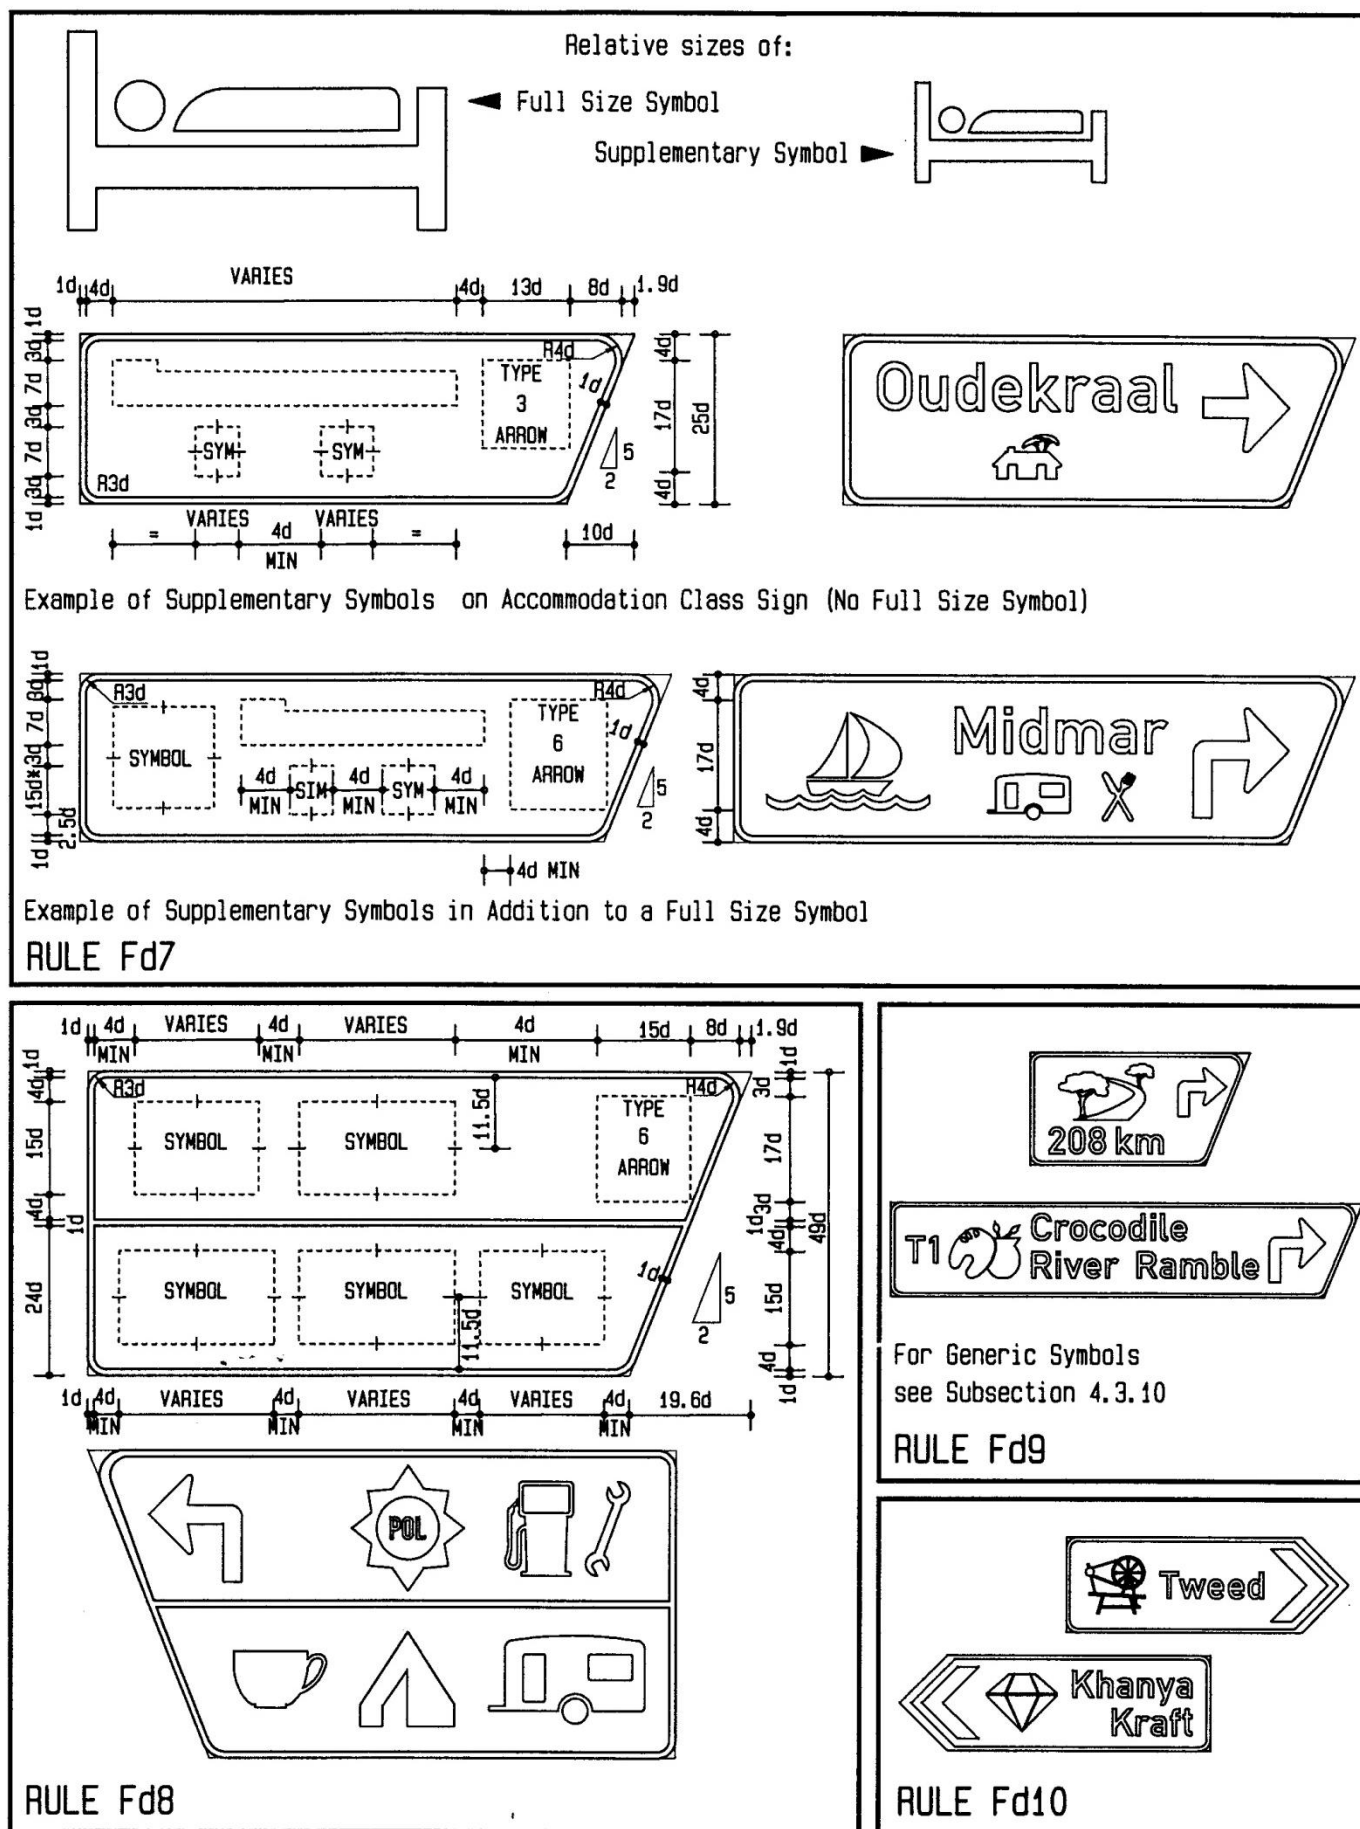 Relative sizes of:
Full Size Symbol
Supplementary Symbol
1d 4d VARIES 4d 13d 8d 1.9d
1d
3d
7d
3d
7d
3d
1d
R4d
TYPE
3
ARROW
1d
SYM SYM
R3d
5
2
4d
17d
4d
25d
VARIES VARIES
= 4d =
MIN
10d
Oudekraal
Example of Supplementary Symbols on Accommodation Class Sign (No Full Size Symbol)
1d
3d
7d
3d
15d*
2.5d
1d
R3d
R4d
TYPE
6
ARROW
1d
SYMBOL
4d 4d 4d
MIN SIM MIN SYM MIN
5
2
4d MIN
4d
17d
4d
Midmar
Example of Supplementary Symbols in Addition to a Full Size Symbol
RULE Fd7
1d 4d VARIES 4d VARIES 4d 15d 8d 1.9d
MIN MIN MIN
1d
4d
15d
4d
1d
24d
R3d
R4d
11.5d
TYPE
6
ARROW
SYMBOL SYMBOL
SYMBOL SYMBOL SYMBOL
11.5d
1d
5
2
1d
3d
17d
3d
1d
4d
15d
4d
1d
49d
1d 4d VARIES 4d VARIES 4d VARIES 4d 19.6d
MIN MIN MIN MIN
POL
RULE Fd8
208 km
T1 Crocodile
River Ramble
For Generic Symbols
see Subsection 4.3.10
RULE Fd9
Tweed
Khanya
Kraft
RULE Fd10